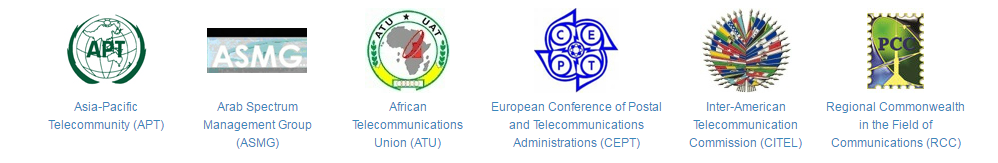 APT
ASMG
ATU ★ UAT
C E
P T
PCC
Asia-Pacific
Telecommunity (APT)
Arab Spectrum
Management Group
(ASMG)
African
Telecommunications
Union (ATU)
European Conference of Postal
and Telecommunications
Administrations (CEPT)
Inter-American
Telecommunication
Commission (CITEL)
Regional Commonwealth
in the Field of
Communications (RCC)